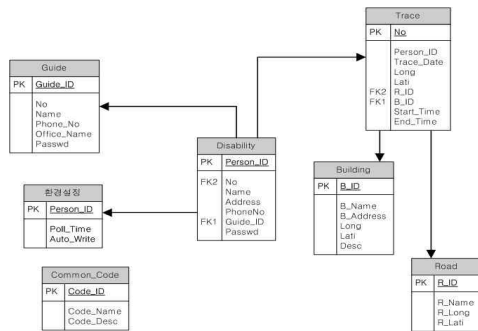 Trace
PK No
Person_ID
Trace_Date
Long
Lati
FK2 R_ID
FK1 B_ID
Start_Time
End_Time
Guide
PK Guide_ID
No
Name
Phone_No
Office_Name
Passwd
Disability
PK Person_ID
FK2 No
Name
Address
PhoneNo
FK1 Guide_ID
Passwd
Building
PK B_ID
B_Name
B_Address
Long
Lati
Desc
환경설정
PK Person_ID
Poll_Time
Auto_Write
Common_Code
PK Code_ID
Code_Name
Code_Desc
Road
PK R_ID
R_Name
R_Long
R_Lati